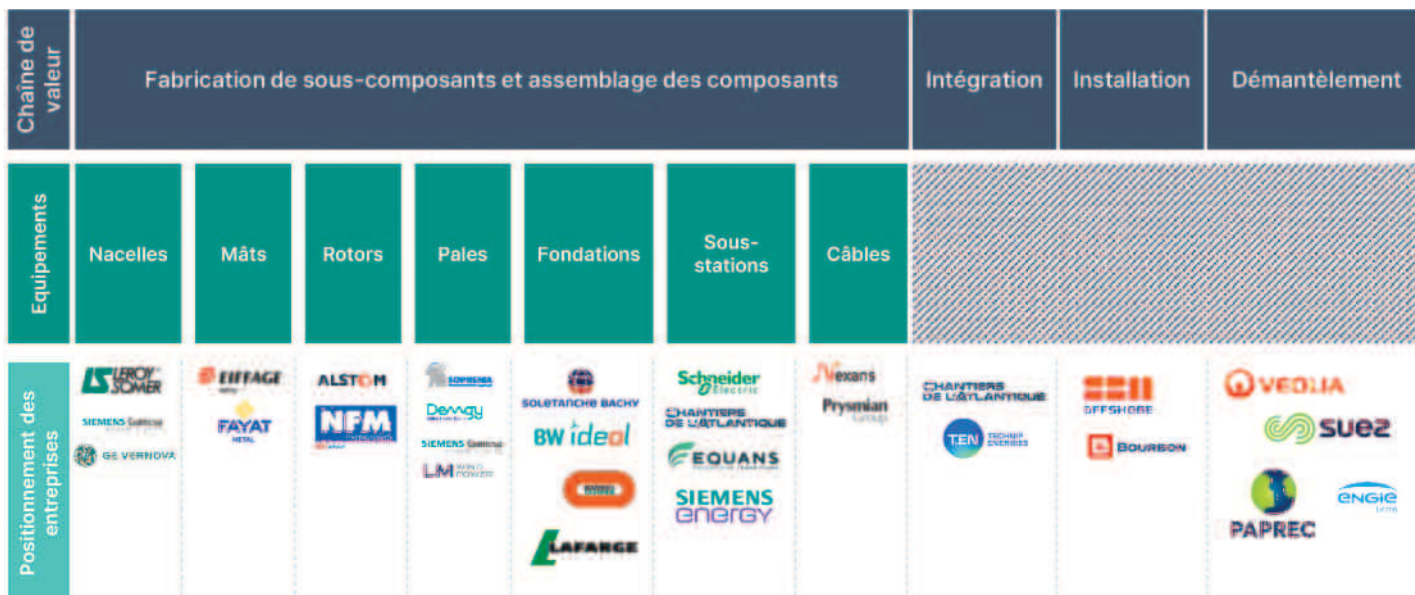 Chaîne de
valeur
Fabrication de sous-composants et assemblage des composants
Intégration
Installation
Démantèlement
Equipements
Nacelles
Mâts
Rotors
Pales
Fondations
Sous-
stations
Câbles
Positionnement des
entreprises
LS LEROY
SOMER
SIEMENS Gamesa
GE VERNOVA
EIFFAGE
FAYAT
METAL
ALSTOM
NFM
SOPREMA
Demgy
SIEMENS Gamesa
LM WIND
POWER
SOLETANCHE BACHY
BW ideol
LAFARGE
Schneider
Electric
CHANTIERS
DE L'ATLANTIQUE
EQUANS
SIEMENS
energy
Nexans
Prysmian
Group
CHANTIERS
DE L'ATLANTIQUE
T.EN TECHNIP
ENERGIES
OFFSHORE
BOURBON
VEOLIA
suez
PAPREC
ENGIE